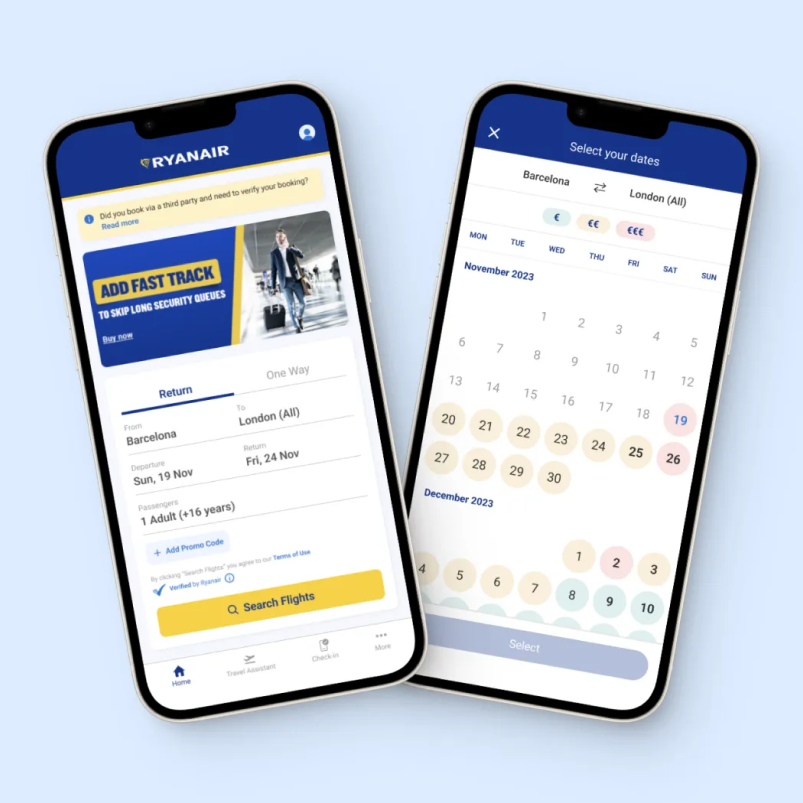 RYANAIR
Did you book via a third party and need to verify your booking?
Read more
ADD FAST TRACK
TO SKIP LONG SECURITY QUEUES
Buy now
Return
One Way
From
To
Barcelona
London (All)
Departure
Return
Sun, 19 Nov
Fri, 24 Nov
Passengers
1 Adult (+16 years)
+ Add Promo Code
By clicking "Search Flights" you agree to our Terms of Use
Verified by Ryanair
Search Flights
Home
Travel Assistant
Check-in
More
Select your dates
Barcelona
London (All)
€ €€ €€€
MON TUE WED THU FRI SAT SUN
November 2023
1 2 3 4 5
6 7 8 9 10 11 12
13 14 15 16 17 18 19
20 21 22 23 24 25 26
27 28 29 30
December 2023
1 2 3
4 5 6 7 8 9 10
Select